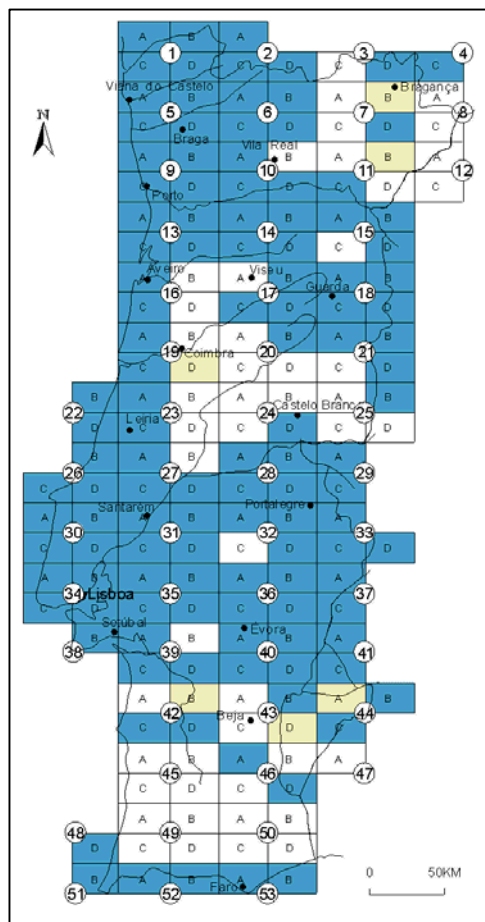 A B A
1 2 3 4
C D C D C D C
Viana do Castelo Bragança
N
A B A B A B A
5 6 7 8
C D C D C D C
Braga Vila Real
A B A B A B A
9 10 11 12
C D C D C D C
Porto
A B A B A B
13 14 15
C D C D C D
Aveiro Viseu
A B A B A B
16 17 Guarda 18
C D C D C D
A B A B A B
19 Coimbra 20 21
D C D C D
B A B A B A B
22 23 24 Castelo Branco 25
D C D C D C D
Leiria
B A B A B A
26 27 28 29
C D C D C D C
Santarém Portalegre
A B A B A B A
30 31 32 33
C D C D C D C D
A B A B A B A
34 Lisboa 35 36 37
C D C D C D C
Setúbal Évora
B A B A B A
38 39 40 41
C D C D C
A B A B A B
42 43 44
Beja
C D C D C
A B A B A
45 46 47
C D C D
A B A B
48 49 50
D C D C D
B A B A B
51 52 Faro 53
0 50KM